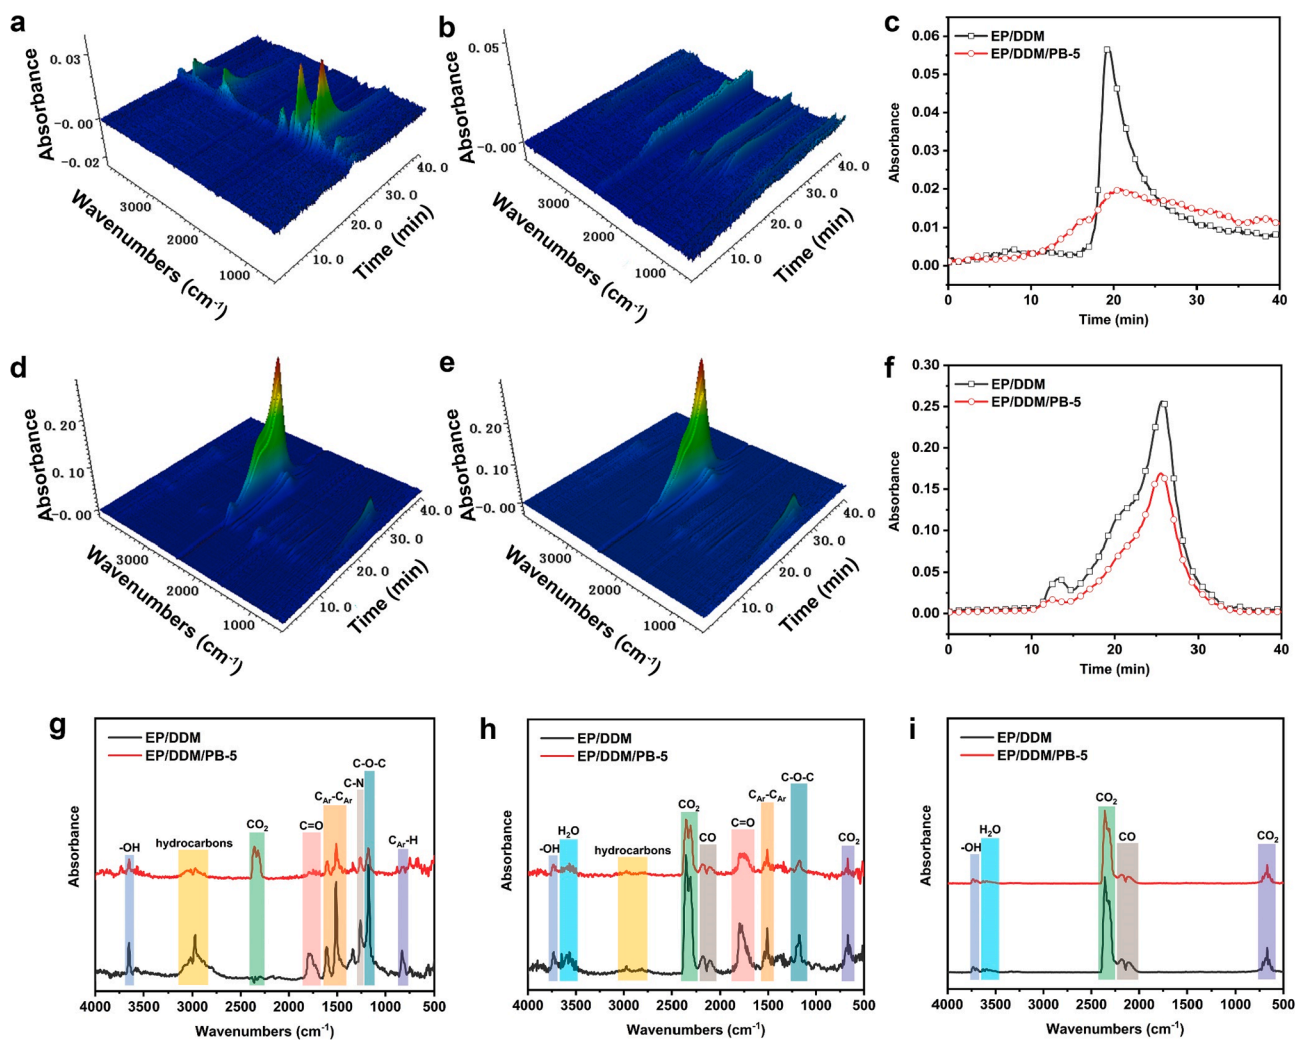 a
0.03
-0.00
-0.02
Absorbance
3000
2000
1000
Wavenumbers (cm⁻¹)
10.0
20.0
30.0
40.0
Time (min)
b
0.05
-0.00
Absorbance
3000
2000
1000
Wavenumbers (cm⁻¹)
10.0
20.0
30.0
40.0
Time (min)
c
EP/DDM
EP/DDM/PB-5
0.06
0.05
0.04
0.03
0.02
0.01
0.00
Absorbance
0 10 20 30 40
Time (min)
d
0.20
0.10
-0.00
Absorbance
3000
2000
1000
Wavenumbers (cm⁻¹)
10.0
20.0
30.0
40.0
Time (min)
e
0.20
0.10
-0.00
Absorbance
3000
2000
1000
Wavenumbers (cm⁻¹)
10.0
20.0
30.0
40.0
Time (min)
f
EP/DDM
EP/DDM/PB-5
0.30
0.25
0.20
0.15
0.10
0.05
0.00
Absorbance
0 10 20 30 40
Time (min)
g
EP/DDM
EP/DDM/PB-5
-OH
hydrocarbons
CO₂
C=O
C_Ar-C_Ar
C-N
C-O-C
C_Ar-H
Absorbance
4000 3500 3000 2500 2000 1500 1000 500
Wavenumbers (cm⁻¹)
h
EP/DDM
EP/DDM/PB-5
-OH
H₂O
hydrocarbons
CO₂
CO
C=O
C_Ar-C_Ar
C-O-C
CO₂
Absorbance
4000 3500 3000 2500 2000 1500 1000 500
Wavenumbers (cm⁻¹)
i
EP/DDM
EP/DDM/PB-5
-OH
H₂O
CO₂
CO
CO₂
Absorbance
4000 3500 3000 2500 2000 1500 1000 500
Wavenumbers (cm⁻¹)